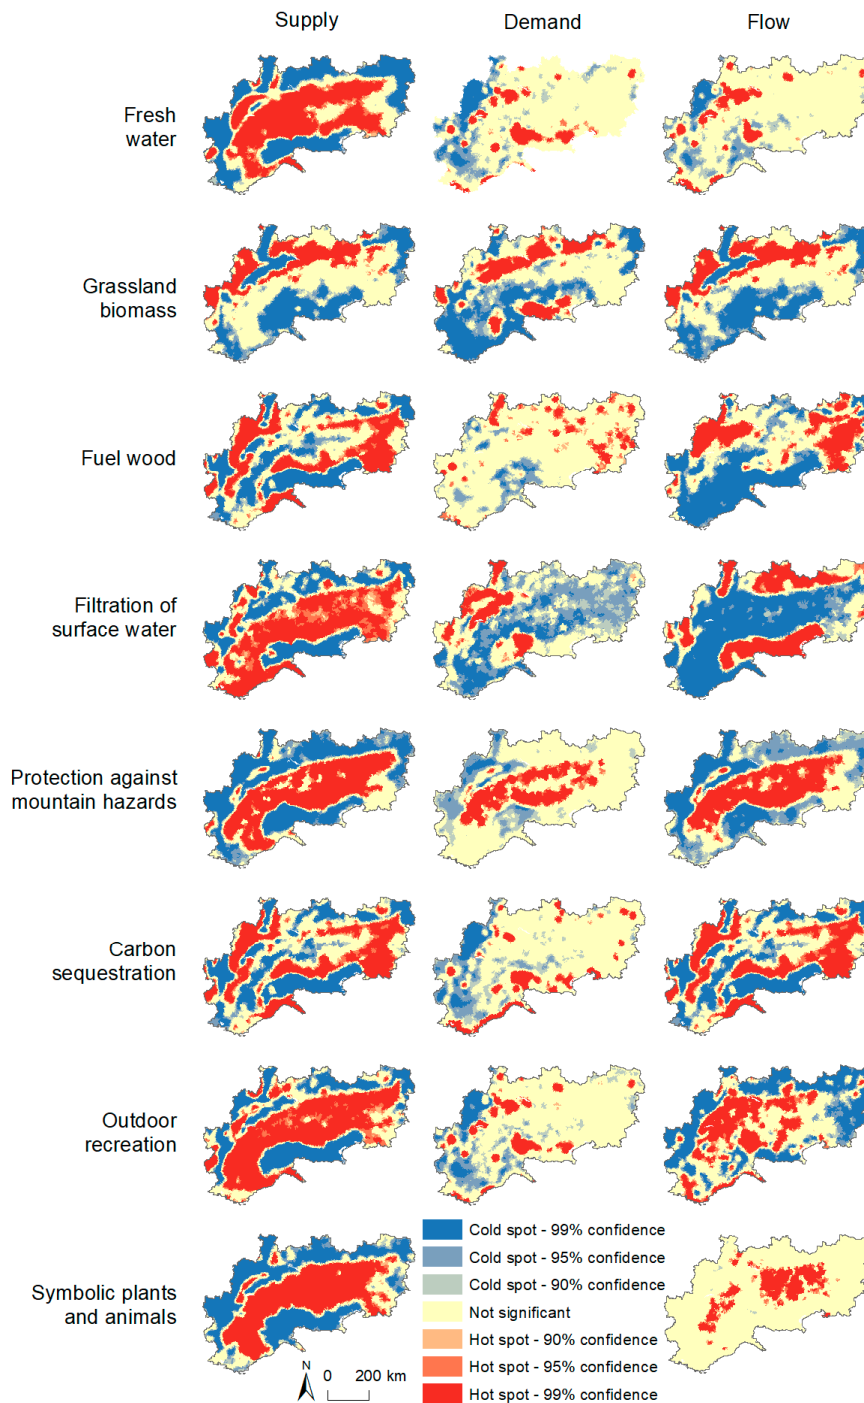 Supply Demand Flow
Fresh
water
Grassland
biomass
Fuel wood
Filtration of
surface water
Protection against
mountain hazards
Carbon
sequestration
Outdoor
recreation
Symbolic plants
and animals
Cold spot - 99% confidence
Cold spot - 95% confidence
Cold spot - 90% confidence
Not significant
Hot spot - 90% confidence
Hot spot - 95% confidence
Hot spot - 99% confidence
N
0 200 km